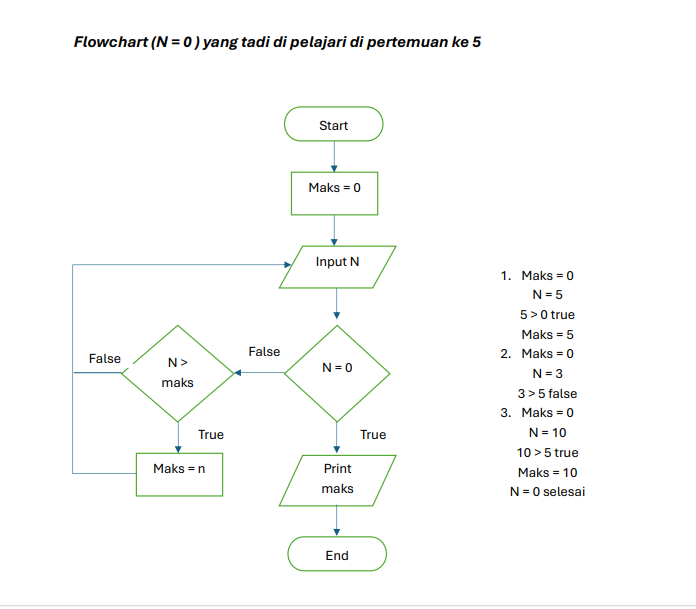 Flowchart (N = 0 ) yang tadi di pelajari di pertemuan ke 5
Start
Maks = 0
Input N
N = 0
False
N >
maks
False
True
Maks = n
True
Print
maks
End
1. Maks = 0
N = 5
5 > 0 true
Maks = 5
2. Maks = 0
N = 3
3 > 5 false
3. Maks = 0
N = 10
10 > 5 true
Maks = 10
N = 0 selesai